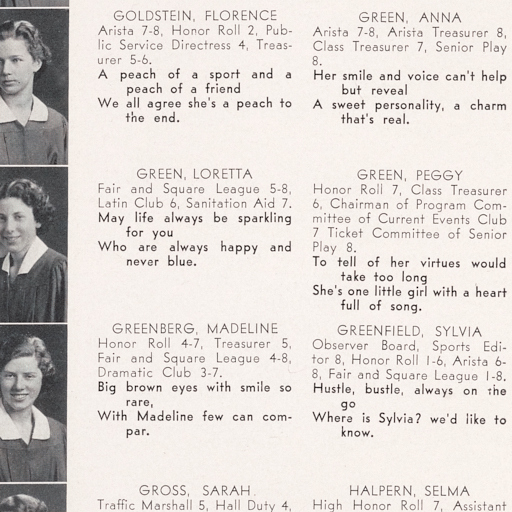 GOLDSTEIN, FLORENCE
Arista 7-8, Honor Roll 2, Pub-
lic Service Directress 4, Treas-
urer 5-6.
A peach of a sport and a
peach of a friend
We all agree she's a peach to
the end.
GREEN, ANNA
Arista 7-8, Arista Treasurer 8,
Class Treasurer 7, Senior Play
8.
Her smile and voice can't help
but reveal
A sweet personality, a charm
that's real.
GREEN, LORETTA
Fair and Square League 5-8,
Latin Club 6, Sanitation Aid 7.
May life always be sparkling
for you
Who are always happy and
never blue.
GREEN, PEGGY
Honor Roll 7, Class Treasurer
6, Chairman of Program Com-
mittee of Current Events Club
7 Ticket Committee of Senior
Play 8.
To tell of her virtues would
take too long
She's one little girl with a heart
full of song.
GREENBERG, MADELINE
Honor Roll 4-7, Treasurer 5,
Fair and Square League 4-8,
Dramatic Club 3-7.
Big brown eyes with smile so
rare,
With Madeline few can com-
par.
GREENFIELD, SYLVIA
Observer Board, Sports Edi-
tor 8, Honor Roll 1-6, Arista 6-
8, Fair and Square League 1-8.
Hustle, bustle, always on the
go
Where is Sylvia? we'd like to
know.
GROSS, SARAH
Traffic Marshall 5, Hall Duty 4,
HALPERN, SELMA
High Honor Roll 7, Assistant